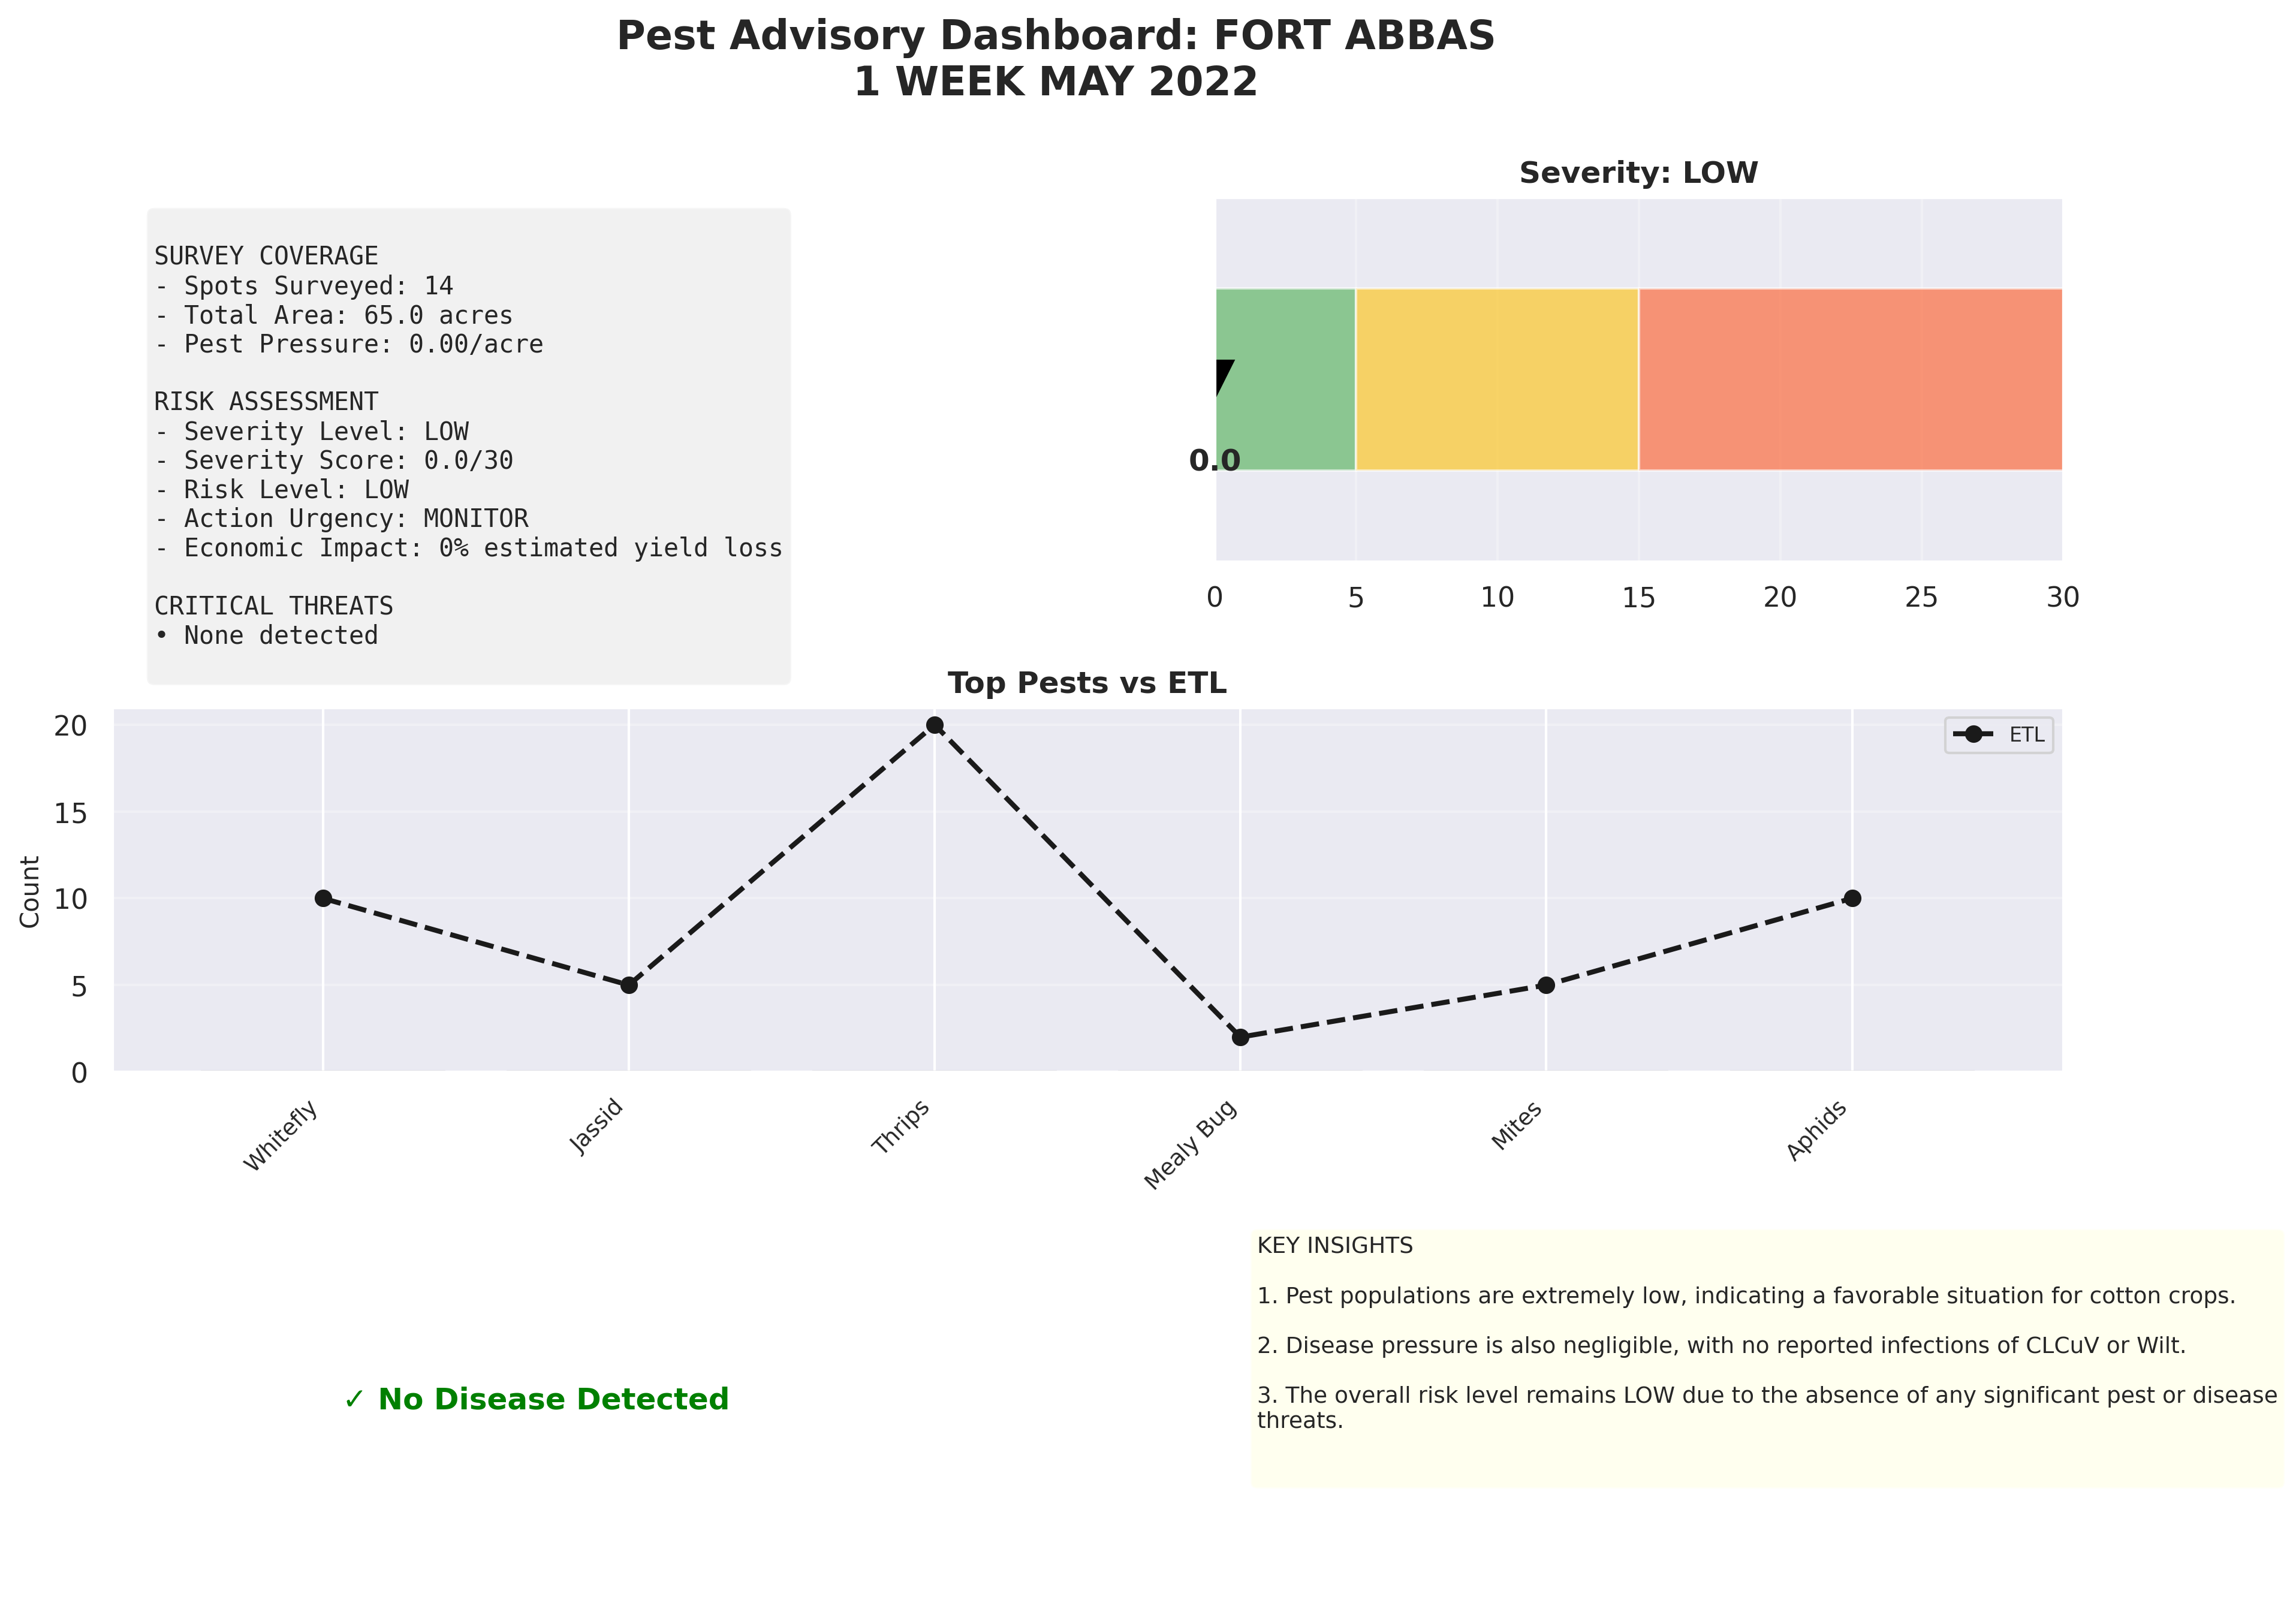 Pest Advisory Dashboard: FORT ABBAS
1 WEEK MAY 2022
SURVEY COVERAGE
- Spots Surveyed: 14
- Total Area: 65.0 acres
- Pest Pressure: 0.00/acre
RISK ASSESSMENT
- Severity Level: LOW
- Severity Score: 0.0/30
- Risk Level: LOW
- Action Urgency: MONITOR
- Economic Impact: 0% estimated yield loss
CRITICAL THREATS
• None detected
Severity: LOW
0.0
0 5 10 15 20 25 30
Top Pests vs ETL
ETL
Count
20
15
10
5
0
Whitefly
Jassid
Thrips
Mealy Bug
Mites
Aphids
✓ No Disease Detected
KEY INSIGHTS
1. Pest populations are extremely low, indicating a favorable situation for cotton crops.
2. Disease pressure is also negligible, with no reported infections of CLCuV or Wilt.
3. The overall risk level remains LOW due to the absence of any significant pest or disease
threats.